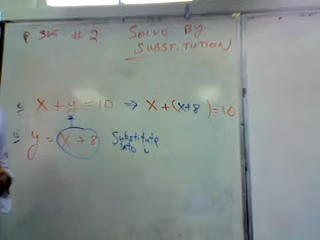 p 365 # 2 SOLVE BY
SUBSTITUTION
x + y = 10 ⇒ x + (x+8) = 10
y = x + 8 Substitute
into